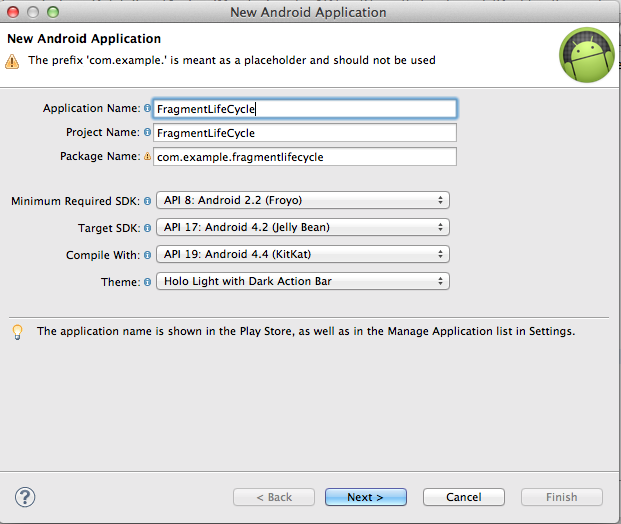 New Android Application
New Android Application
The prefix 'com.example.' is meant as a placeholder and should not be used
Application Name: FragmentLifeCycle
Project Name: FragmentLifeCycle
Package Name: com.example.fragmentlifecycle
Minimum Required SDK: API 8: Android 2.2 (Froyo)
Target SDK: API 17: Android 4.2 (Jelly Bean)
Compile With: API 19: Android 4.4 (KitKat)
Theme: Holo Light with Dark Action Bar
The application name is shown in the Play Store, as well as in the Manage Application list in Settings.
? < Back Next > Cancel Finish